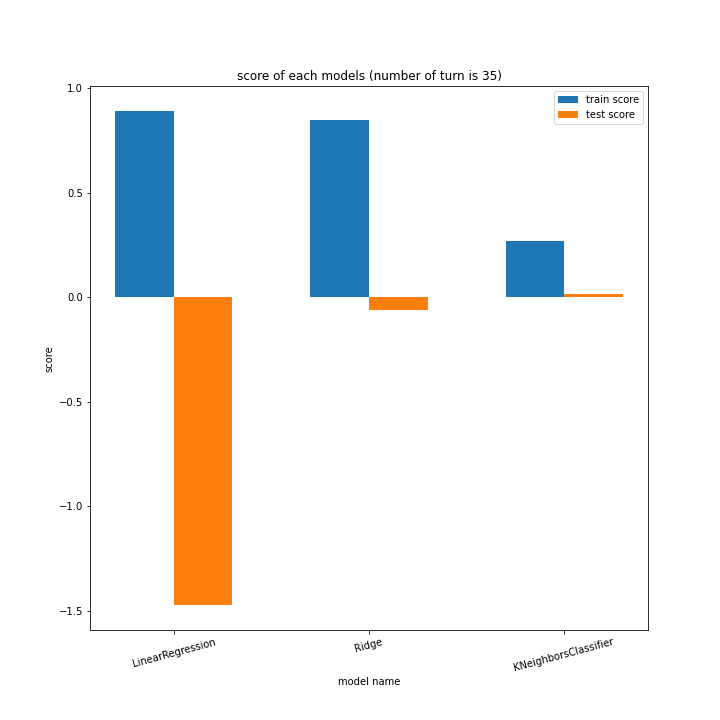 score of each models (number of turn is 35)
train score
test score
1.0
0.5
0.0
−0.5
−1.0
−1.5
score
LinearRegression
Ridge
KNeighborsClassifier
model name